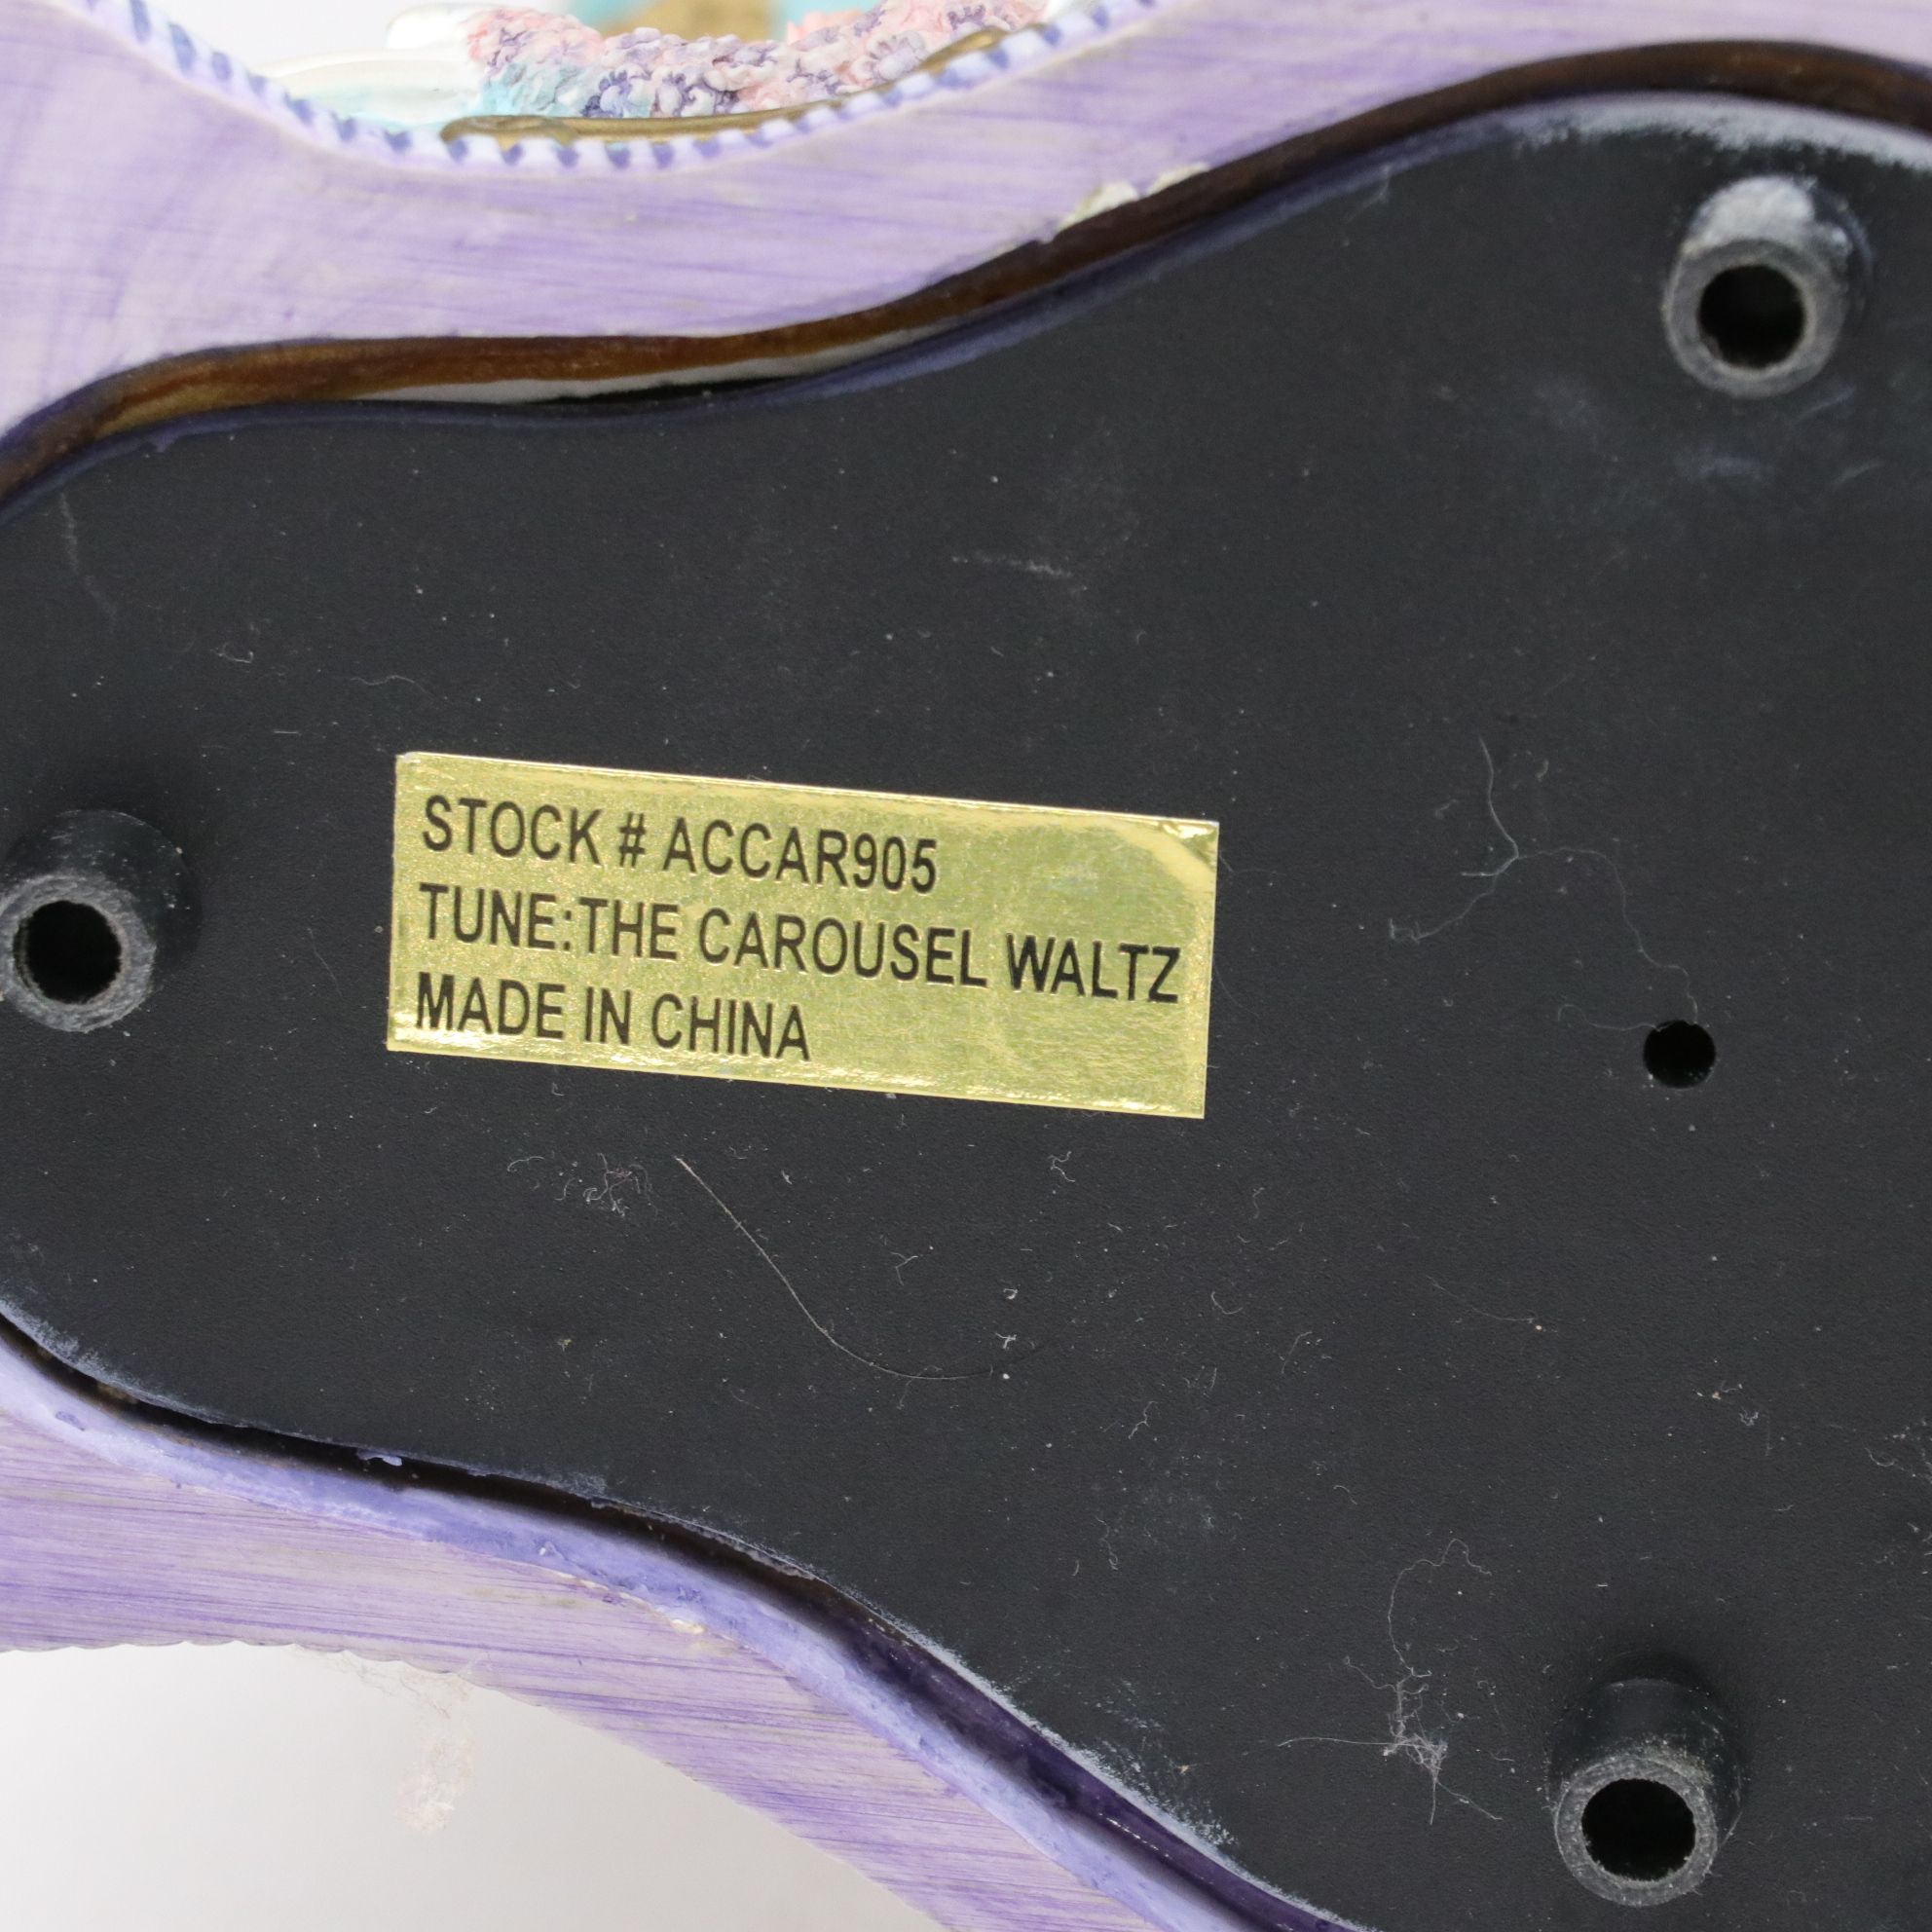 STOCK # ACCAR905
TUNE:THE CAROUSEL WALTZ
MADE IN CHINA